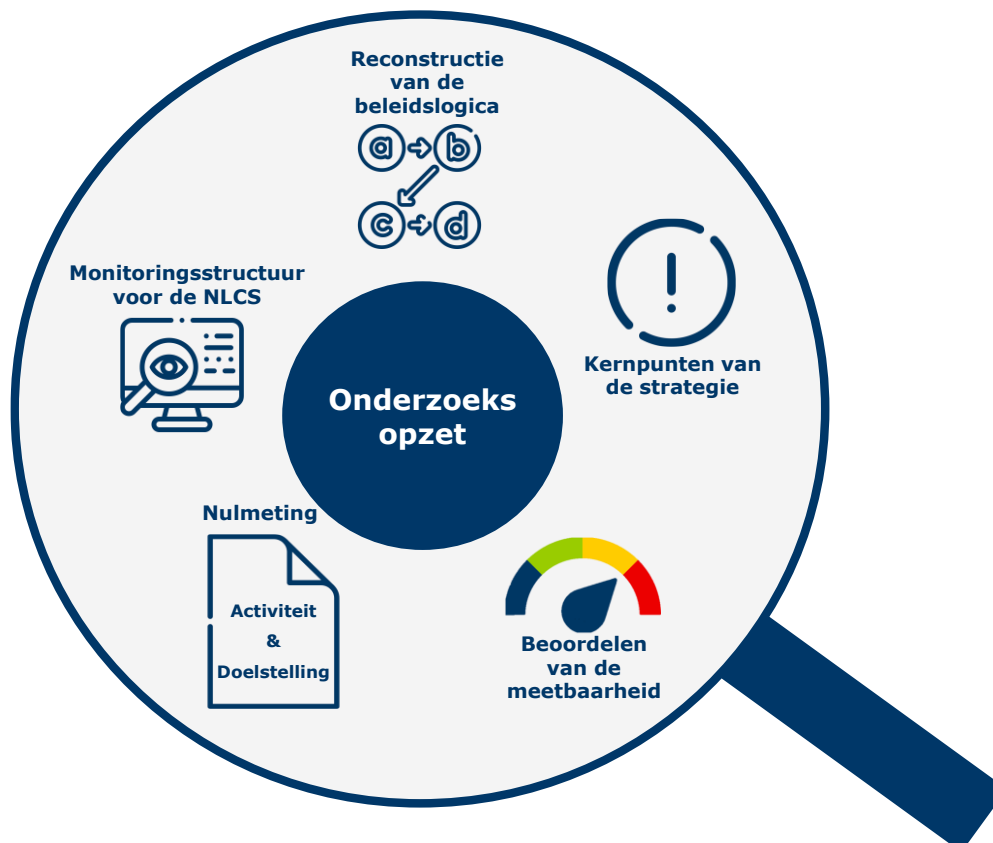 Reconstructie
van de
beleidslogica
a
b
c
d
Kernpunten van
de strategie
Monitoringsstructuur
voor de NLCS
Onderzoeks
opzet
Nulmeting
Activiteit
&
Doelstelling
Beoordelen
van de
meetbaarheid